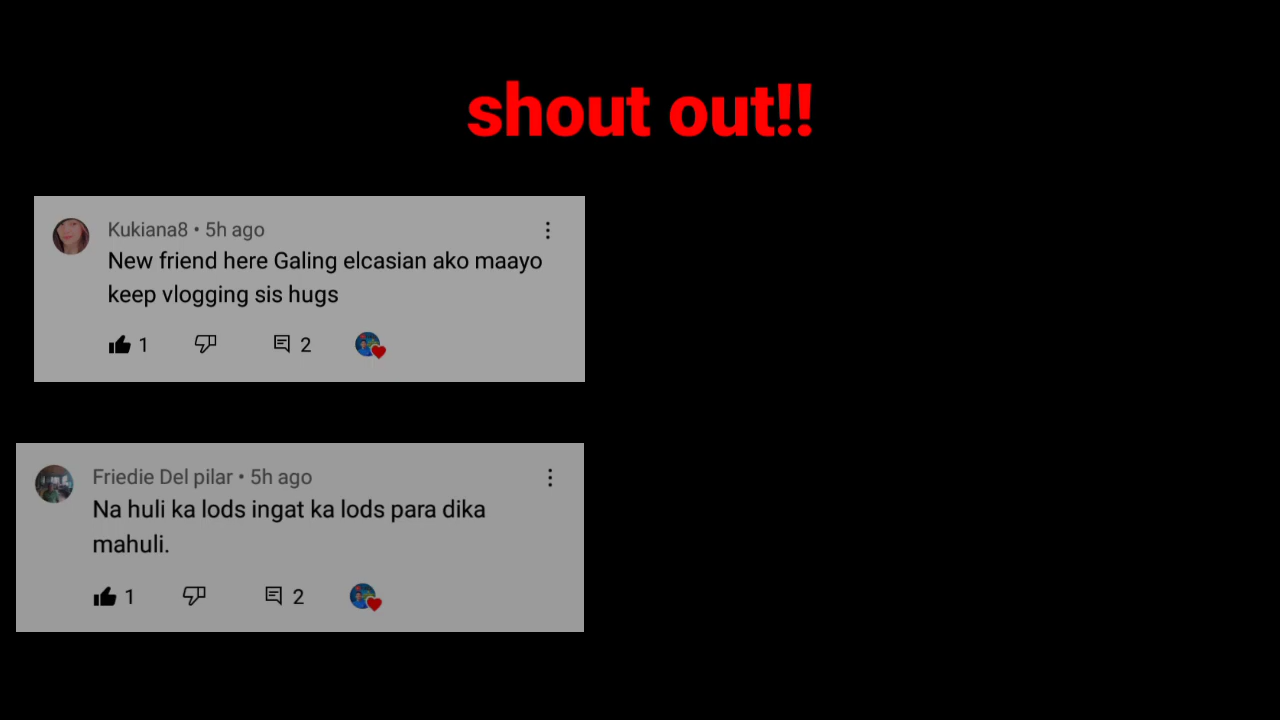 shout out!!
Kukiana8 • 5h ago
New friend here Galing elcasian ako maayo
keep vlogging sis hugs
1 2
Friedie Del pilar • 5h ago
Na huli ka lods ingat ka lods para dika
mahuli.
1 2